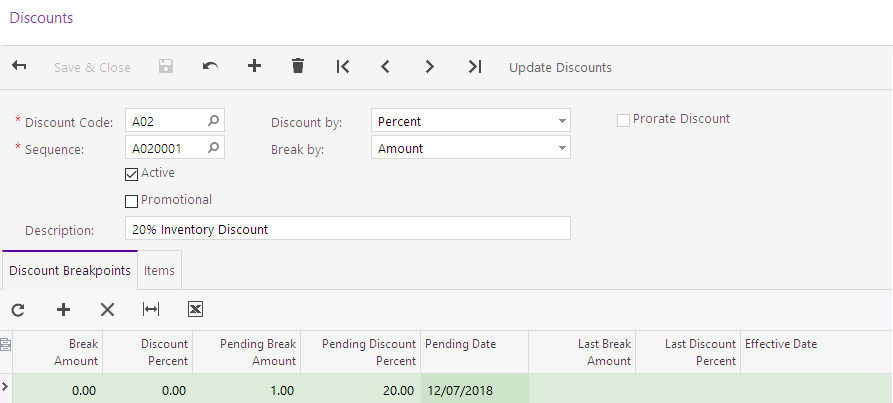 Discounts
Save & Close Update Discounts
* Discount Code: A02 Discount by: Percent Prorate Discount
* Sequence: A020001 Break by: Amount
Active
Promotional
Description: 20% Inventory Discount
Discount Breakpoints Items
Break Discount Pending Break Pending Discount Pending Date Last Break Last Discount Effective Date
Amount Percent Amount Percent Amount Percent
0.00 0.00 1.00 20.00 12/07/2018